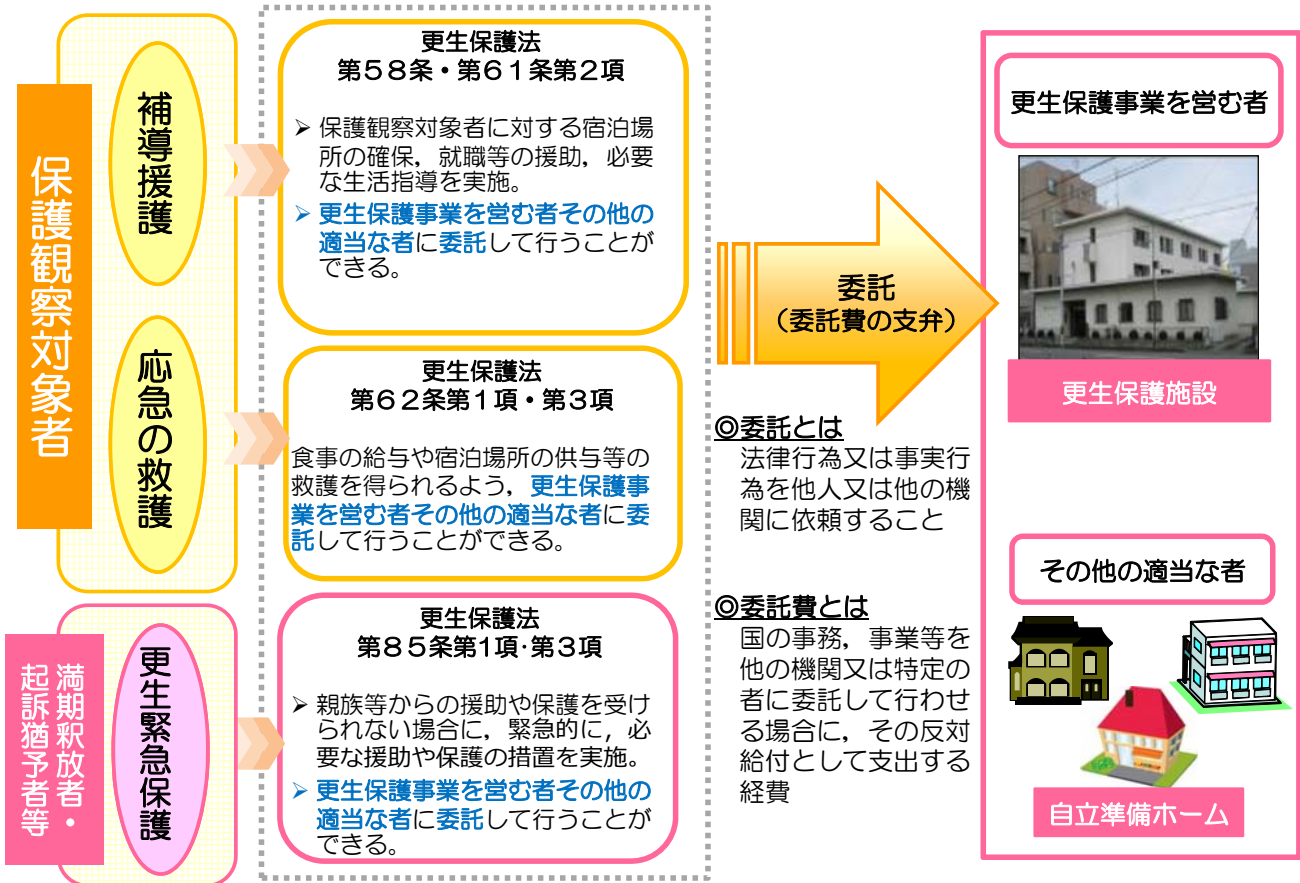 保護観察対象者
補導援護
応急の救護
満期釈放者・
起訴猶予者等
更生緊急保護
更生保護法
第58条・第61条第2項
➢ 保護観察対象者に対する宿泊場
所の確保，就職等の援助，必要
な生活指導を実施。
➢ 更生保護事業を営む者その他の
適当な者に委託して行うことが
できる。
更生保護法
第62条第1項・第3項
食事の給与や宿泊場所の供与等の
救護を得られるよう，更生保護事
業を営む者その他の適当な者に委
託して行うことができる。
更生保護法
第85条第1項･第3項
➢ 親族等からの援助や保護を受け
られない場合に，緊急的に，必
要な援助や保護の措置を実施。
➢ 更生保護事業を営む者その他の
適当な者に委託して行うことが
できる。
委託
（委託費の支弁）
◎委託とは
法律行為又は事実行
為を他人又は他の機
関に依頼すること
◎委託費とは
国の事務，事業等を
他の機関又は特定の
者に委託して行わせ
る場合に，その反対
給付として支出する
経費
更生保護事業を営む者
更生保護施設
その他の適当な者
自立準備ホーム